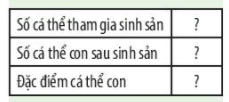 Số cá thể tham gia sinh sản ?
Số cá thể con sau sinh sản ?
Đặc điểm cá thể con ?